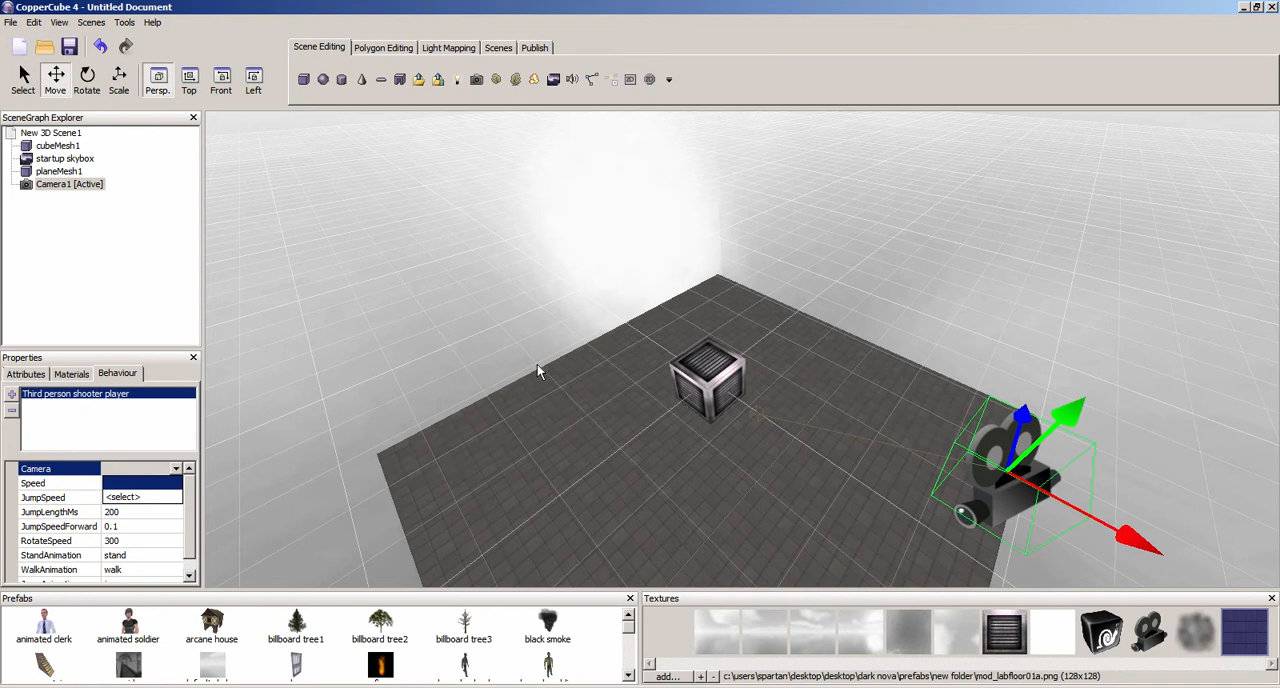 CopperCube 4 - Untitled Document
File Edit View Scenes Tools Help
Scene Editing Polygon Editing Light Mapping Scenes Publish
Select Move Rotate Scale Persp. Top Front Left
SceneGraph Explorer
New 3D Scene1
cubeMesh1
startup skybox
planeMesh1
Camera1 [Active]
Properties
Attributes Materials Behaviour
Third person shooter player
Camera
Speed
JumpSpeed <select>
JumpLengthMs 200
JumpSpeedForward 0.1
RotateSpeed 300
StandAnimation stand
WalkAnimation walk
Prefabs
animated clerk animated soldier arcane house billboard tree1 billboard tree2 billboard tree3 black smoke
Textures
add... + - c:\users\spartan\desktop\desktop\dark nova\prefabs\new folder\mod_labfloor01a.png (128x128)